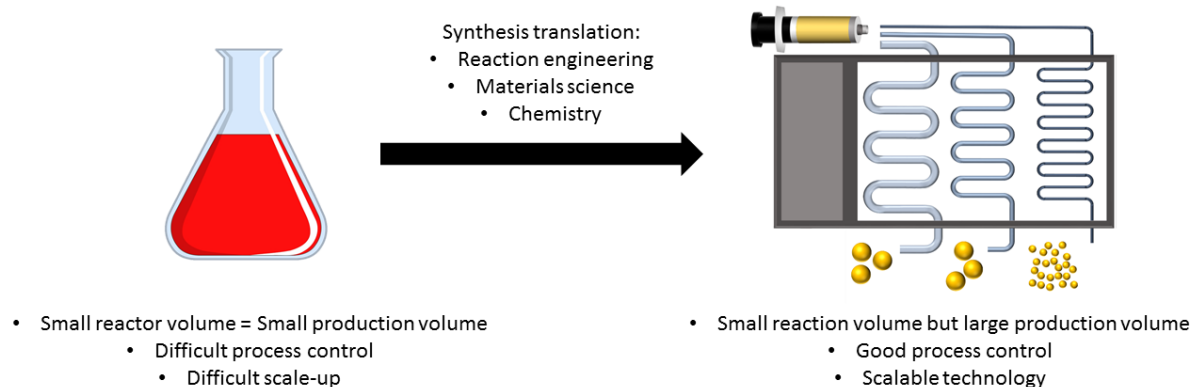 Synthesis translation:
• Reaction engineering
• Materials science
• Chemistry
• Small reactor volume = Small production volume
• Difficult process control
• Difficult scale-up
• Small reaction volume but large production volume
• Good process control
• Scalable technology